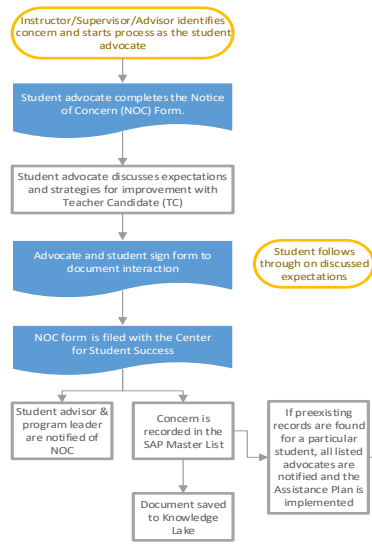 Instructor/Supervisor/Advisor identifies
concern and starts process as the student
advocate
Student advocate completes the Notice
of Concern (NOC) Form.
Student advocate discusses expectations
and strategies for improvement with
Teacher Candidate (TC)
Advocate and student sign form to
document interaction
Student follows
through on discussed
expectations
NOC form is filed with the Center
for Student Success
Student advisor &
program leader
are notified of
NOC
Concern is
recorded in the
SAP Master List
If preexisting
records are found
for a particular
student, all listed
advocates are
notified and the
Assistance Plan is
implemented
Document saved
to Knowledge
Lake